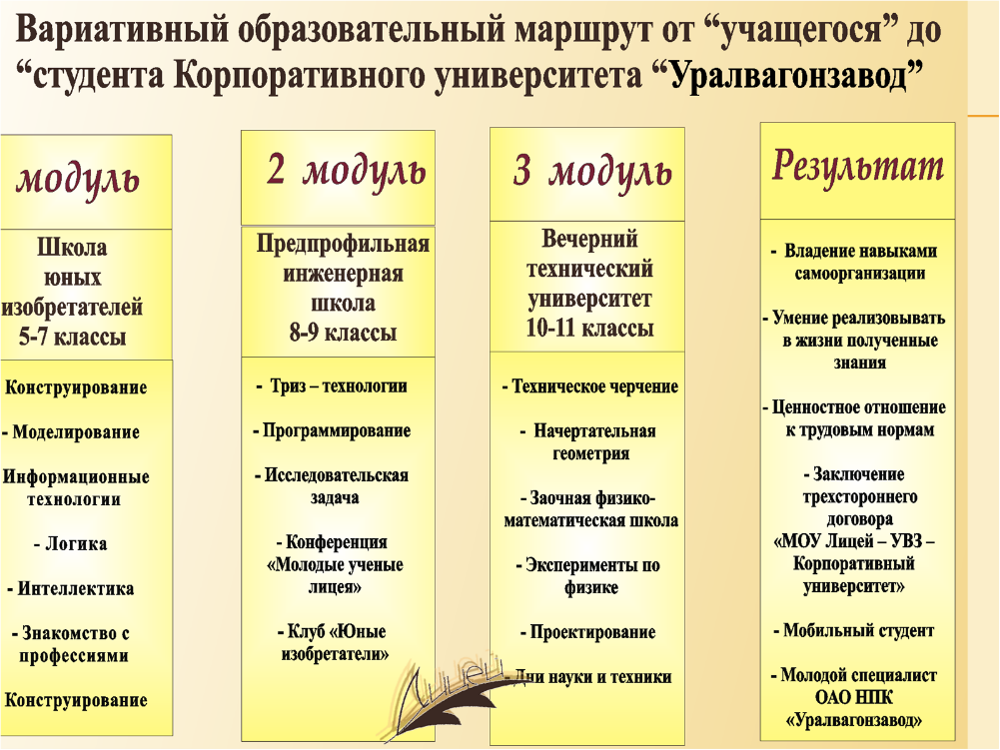 Вариативный образовательный маршрут от “учащегося” до
“студента Корпоративного университета “Уралвагонзавод”
модуль
Школа
юных
изобретателей
5-7 классы
Конструирование
- Моделирование
Информационные
технологии
- Логика
- Интеллектика
- Знакомство с
профессиями
Конструирование
2 модуль
Предпрофильная
инженерная
школа
8-9 классы
- Триз – технологии
- Программирование
- Исследовательская
задача
- Конференция
«Молодые ученые
лицея»
- Клуб «Юные
изобретатели»
3 модуль
Вечерний
технический
университет
10-11 классы
- Техническое черчение
- Начертательная
геометрия
- Заочная физико-
математическая школа
- Эксперименты по
физике
- Проектирование
- Дни науки и техники
Результат
- Владение навыками
самоорганизации
- Умение реализовывать
в жизни полученные
знания
- Ценностное отношение
к трудовым нормам
- Заключение
трехстороннего
договора
«МОУ Лицей – УВЗ –
Корпоративный
университет»
- Мобильный студент
- Молодой специалист
ОАО НПК
«Уралвагонзавод»
Лицей